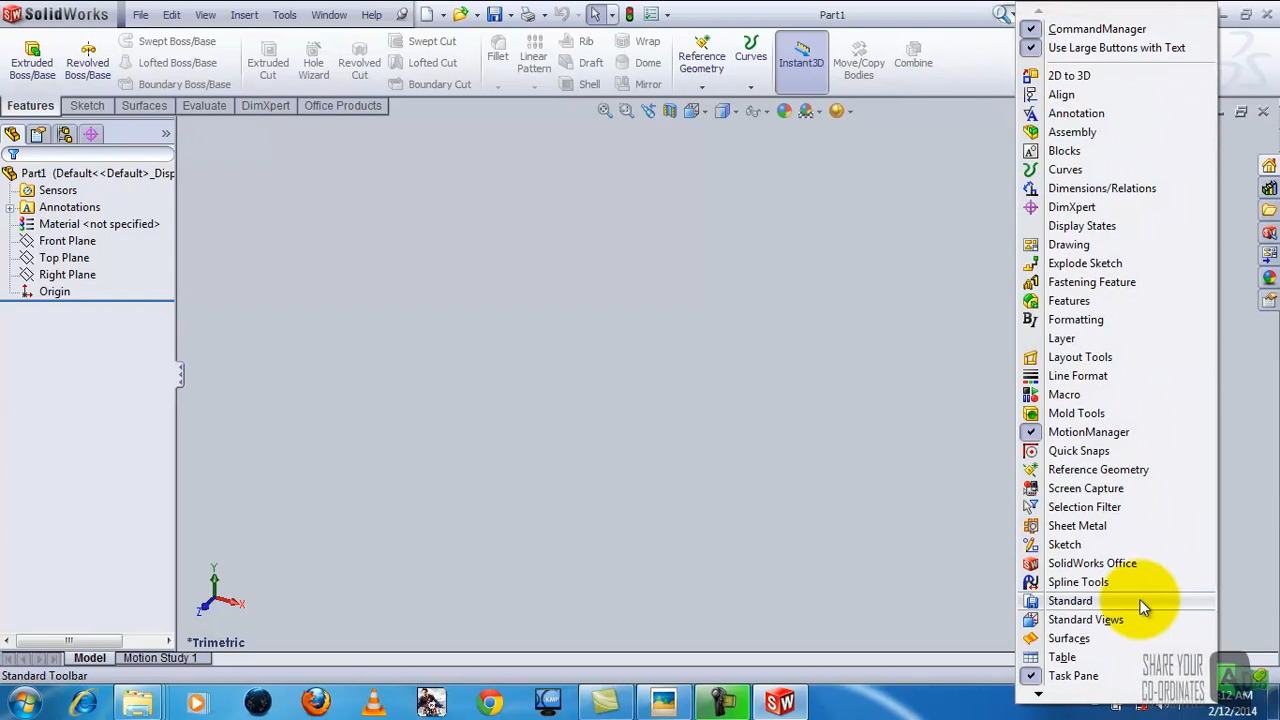 SolidWorks File Edit View Insert Tools Window Help Part1
Extruded Boss/Base
Revolved Boss/Base
Swept Boss/Base
Lofted Boss/Base
Boundary Boss/Base
Extruded Cut
Hole Wizard
Revolved Cut
Swept Cut
Lofted Cut
Boundary Cut
Fillet
Linear Pattern
Rib
Draft
Shell
Wrap
Dome
Mirror
Reference Geometry
Curves
Instant3D
Move/Copy Bodies
Combine
Features Sketch Surfaces Evaluate DimXpert Office Products
Part1 (Default<<Default>_Disp
Sensors
Annotations
Material <not specified>
Front Plane
Top Plane
Right Plane
Origin
Y
X
Z
*Trimetric
Model Motion Study 1
Standard Toolbar
CommandManager
Use Large Buttons with Text
2D to 3D
Align
Annotation
Assembly
Blocks
Curves
Dimensions/Relations
DimXpert
Display States
Drawing
Explode Sketch
Fastening Feature
Features
Formatting
Layer
Layout Tools
Line Format
Macro
Mold Tools
MotionManager
Quick Snaps
Reference Geometry
Screen Capture
Selection Filter
Sheet Metal
Sketch
SolidWorks Office
Spline Tools
Standard
Standard Views
Surfaces
Table
Task Pane
SHARE YOUR
CO-ORDINATES
2/12/2014